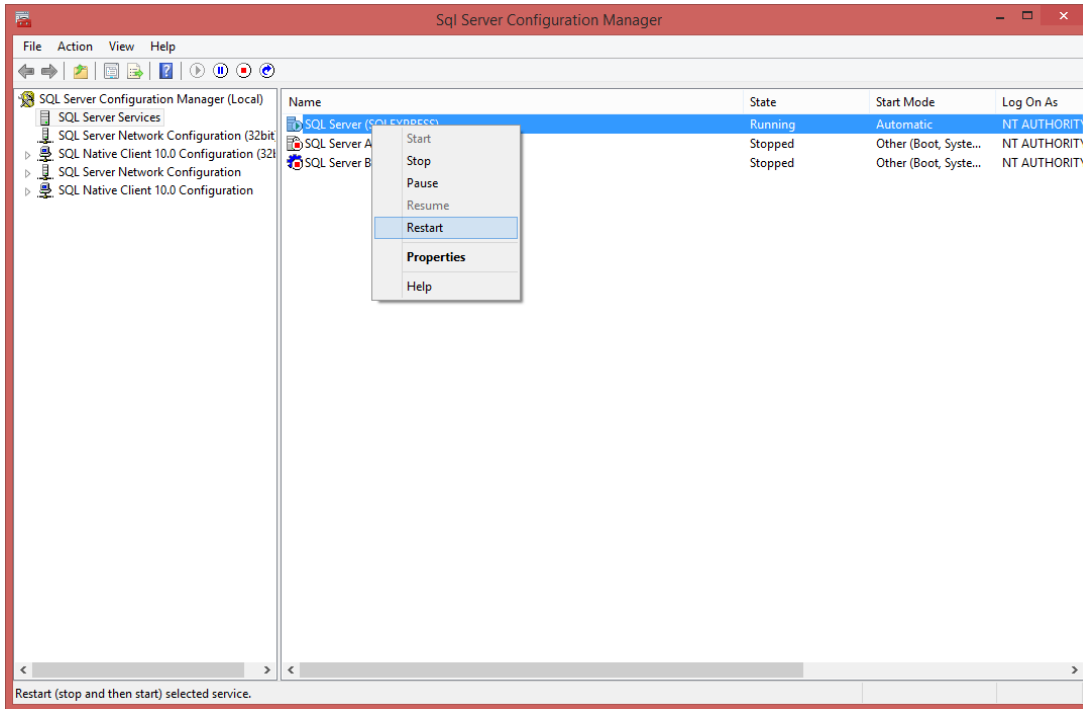 Sql Server Configuration Manager
File Action View Help
SQL Server Configuration Manager (Local)
SQL Server Services
SQL Server Network Configuration (32bit
SQL Native Client 10.0 Configuration (32b
SQL Server Network Configuration
SQL Native Client 10.0 Configuration
Name State Start Mode Log On As
SQL Server (SQLEXPRESS) Running Automatic NT AUTHORITY
SQL Server A Stopped Other (Boot, Syste... NT AUTHORITY
SQL Server B Stopped Other (Boot, Syste... NT AUTHORITY
Start
Stop
Pause
Resume
Restart
Properties
Help
Restart (stop and then start) selected service.